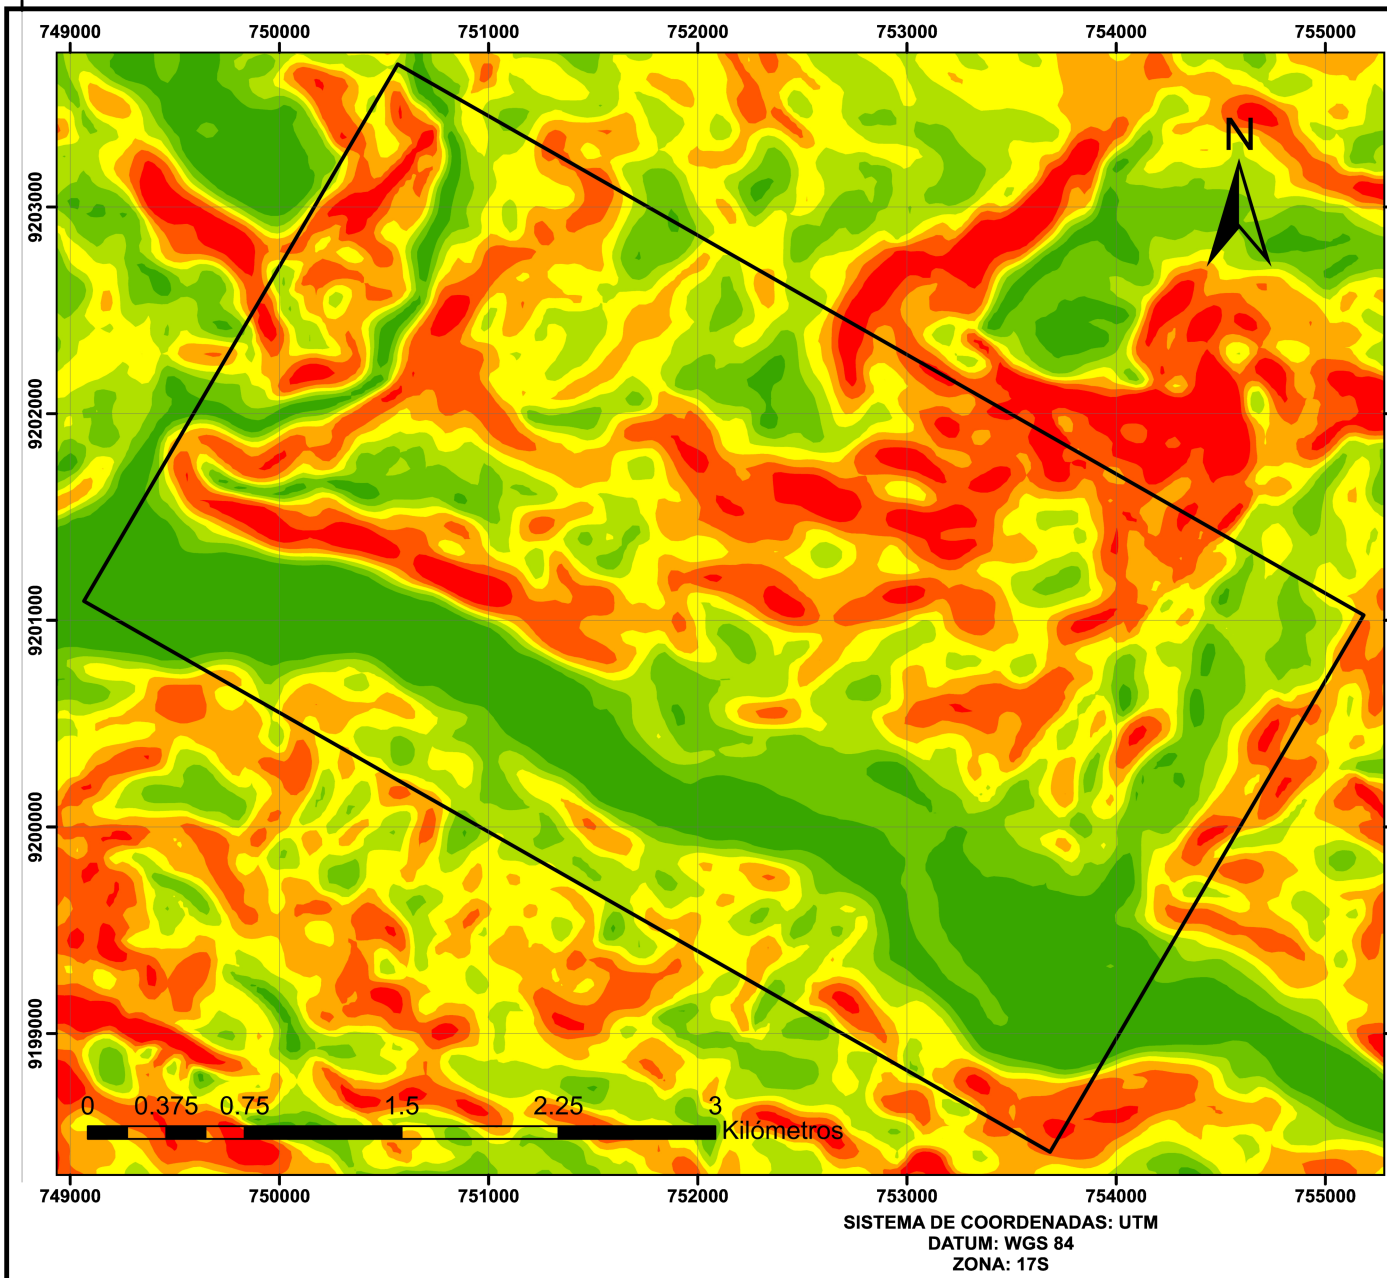 749000 750000 751000 752000 753000 754000 755000
N
9203000
9202000
9201000
9200000
9199000
0 0.375 0.75 1.5 2.25 3
Kilómetros
749000 750000 751000 752000 753000 754000 755000
SISTEMA DE COORDENADAS: UTM
DATUM: WGS 84
ZONA: 17S